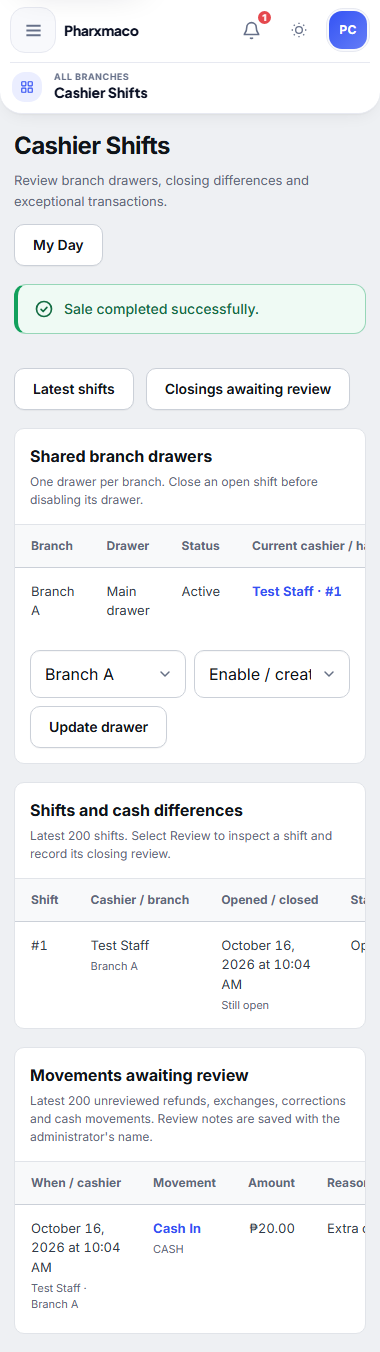 Pharxmaco
1
PC
ALL BRANCHES
Cashier Shifts
Cashier Shifts
Review branch drawers, closing differences and
exceptional transactions.
My Day
Sale completed successfully.
Latest shifts
Closings awaiting review
Shared branch drawers
One drawer per branch. Close an open shift before
disabling its drawer.
Branch Drawer Status Current cashier /
Branch A
Main drawer
Active
Test Staff · #1
Branch A
Enable /
Update drawer
Shifts and cash differences
Latest 200 shifts. Select Review to inspect a shift and
record its closing review.
Shift Cashier / branch Opened / closed
#1
Test Staff
Branch A
October 16,
2026 at 10:04
AM
Still open
Movements awaiting review
Latest 200 unreviewed refunds, exchanges, corrections
and cash movements. Review notes are saved with the
administrator's name.
When / cashier Movement Amount
October 16,
2026 at 10:04
AM
Test Staff ·
Branch A
Cash In
CASH
₱20.00
Extra